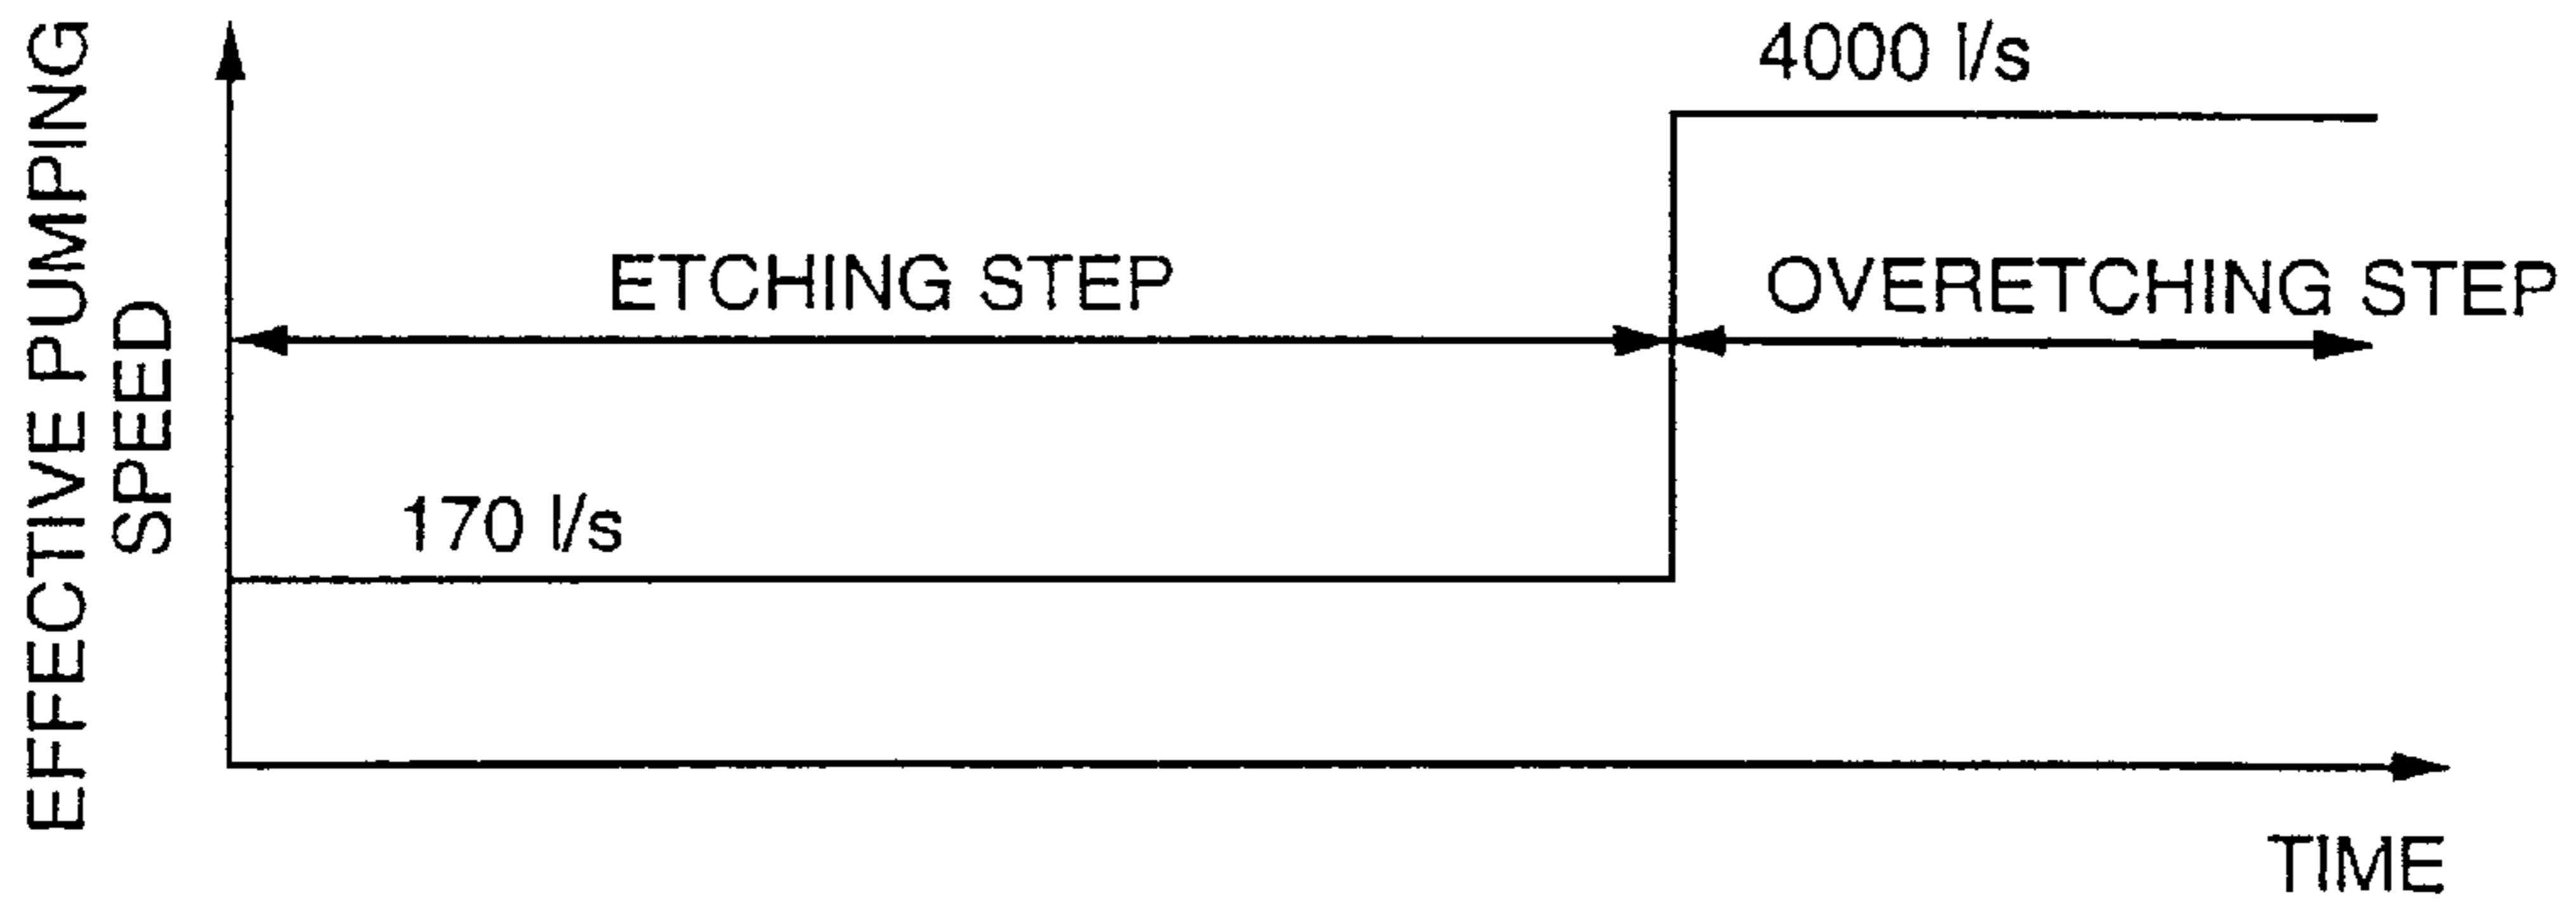 EFFECTIVE PUMPING
SPEED
4000 l/s
ETCHING STEP
OVERETCHING STEP
170 l/s
TIME